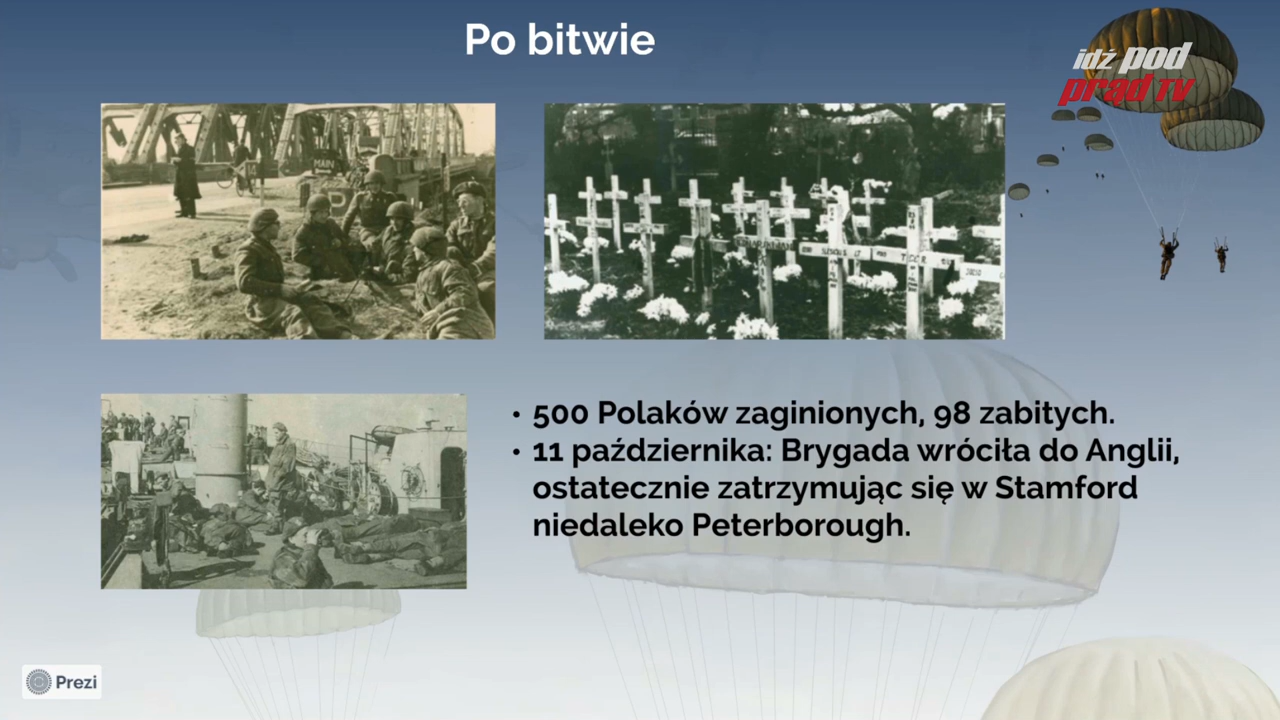 Po bitwie
idź pod
prąd TV
MAIN
• 500 Polaków zaginionych, 98 zabitych.
• 11 października: Brygada wróciła do Anglii,
ostatecznie zatrzymując się w Stamford
niedaleko Peterborough.
Prezi